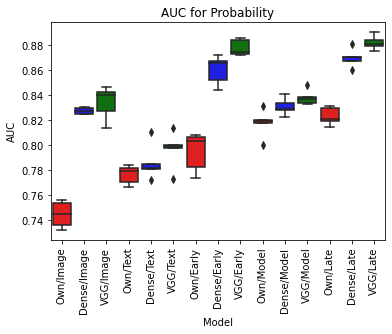 AUC for Probability
AUC
0.88
0.86
0.84
0.82
0.80
0.78
0.76
0.74
Own/Image
Dense/Image
VGG/Image
Own/Text
Dense/Text
VGG/Text
Own/Early
Dense/Early
VGG/Early
Own/Model
Dense/Model
VGG/Model
Own/Late
Dense/Late
VGG/Late
Model